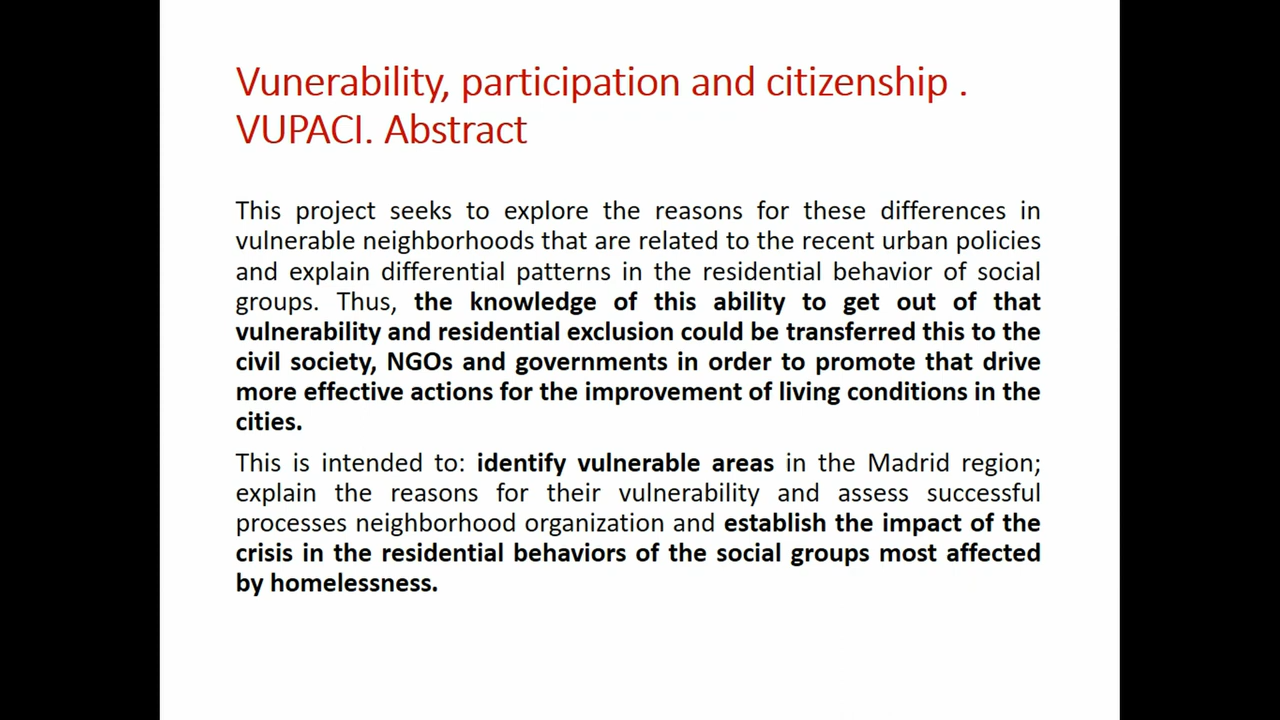 Vunerability, participation and citizenship .
VUPACI. Abstract
This project seeks to explore the reasons for these differences in
vulnerable neighborhoods that are related to the recent urban policies
and explain differential patterns in the residential behavior of social
groups. Thus, the knowledge of this ability to get out of that
vulnerability and residential exclusion could be transferred this to the
civil society, NGOs and governments in order to promote that drive
more effective actions for the improvement of living conditions in the
cities.
This is intended to: identify vulnerable areas in the Madrid region;
explain the reasons for their vulnerability and assess successful
processes neighborhood organization and establish the impact of the
crisis in the residential behaviors of the social groups most affected
by homelessness.